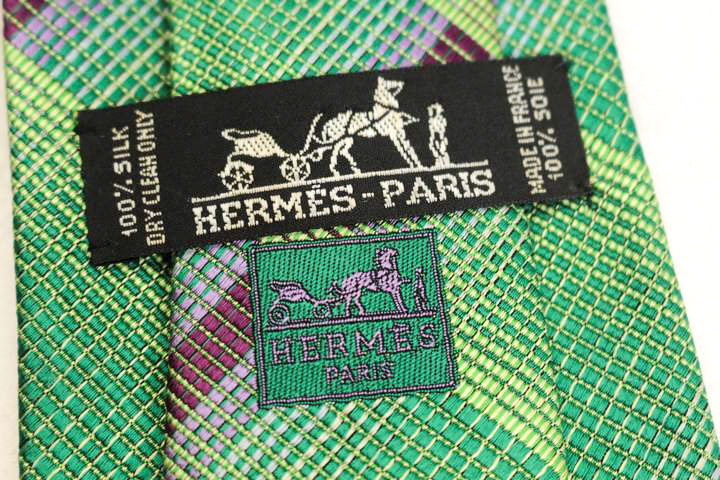 100% SILK
DRY CLEAN ONLY
HERMÈS-PARIS
MADE IN FRANCE
100% SOIE
HERMÈS
PARIS